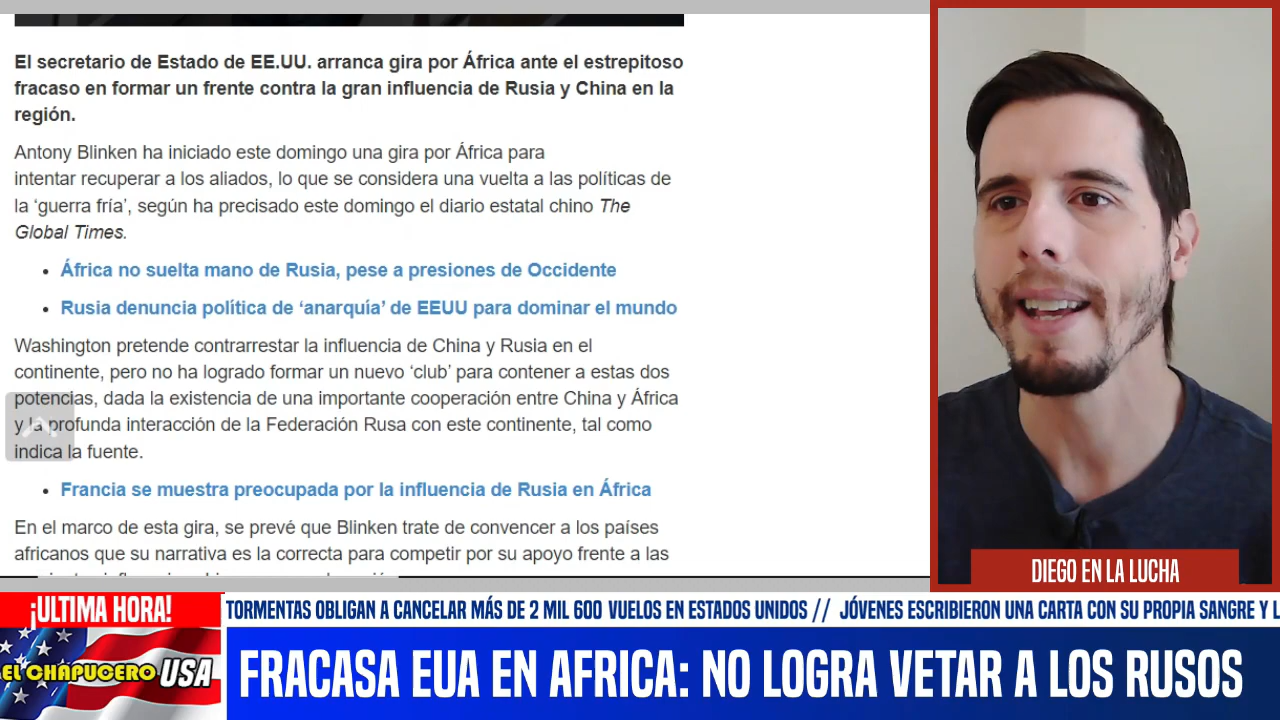 El secretario de Estado de EE.UU. arranca gira por África ante el estrepitoso
fracaso en formar un frente contra la gran influencia de Rusia y China en la
región.
Antony Blinken ha iniciado este domingo una gira por África para
intentar recuperar a los aliados, lo que se considera una vuelta a las políticas de
la ‘guerra fría’, según ha precisado este domingo el diario estatal chino The
Global Times.
• África no suelta mano de Rusia, pese a presiones de Occidente
• Rusia denuncia política de ‘anarquía’ de EEUU para dominar el mundo
Washington pretende contrarrestar la influencia de China y Rusia en el
continente, pero no ha logrado formar un nuevo ‘club’ para contener a estas dos
potencias, dada la existencia de una importante cooperación entre China y África
y la profunda interacción de la Federación Rusa con este continente, tal como
indica la fuente.
• Francia se muestra preocupada por la influencia de Rusia en África
En el marco de esta gira, se prevé que Blinken trate de convencer a los países
africanos que su narrativa es la correcta para competir por su apoyo frente a las
DIEGO EN LA LUCHA
¡ULTIMA HORA!
TORMENTAS OBLIGAN A CANCELAR MÁS DE 2 MIL 600 VUELOS EN ESTADOS UNIDOS // JÓVENES ESCRIBIERON UNA CARTA CON SU PROPIA SANGRE Y L
EL CHAPUCERO USA
FRACASA EUA EN AFRICA: NO LOGRA VETAR A LOS RUSOS